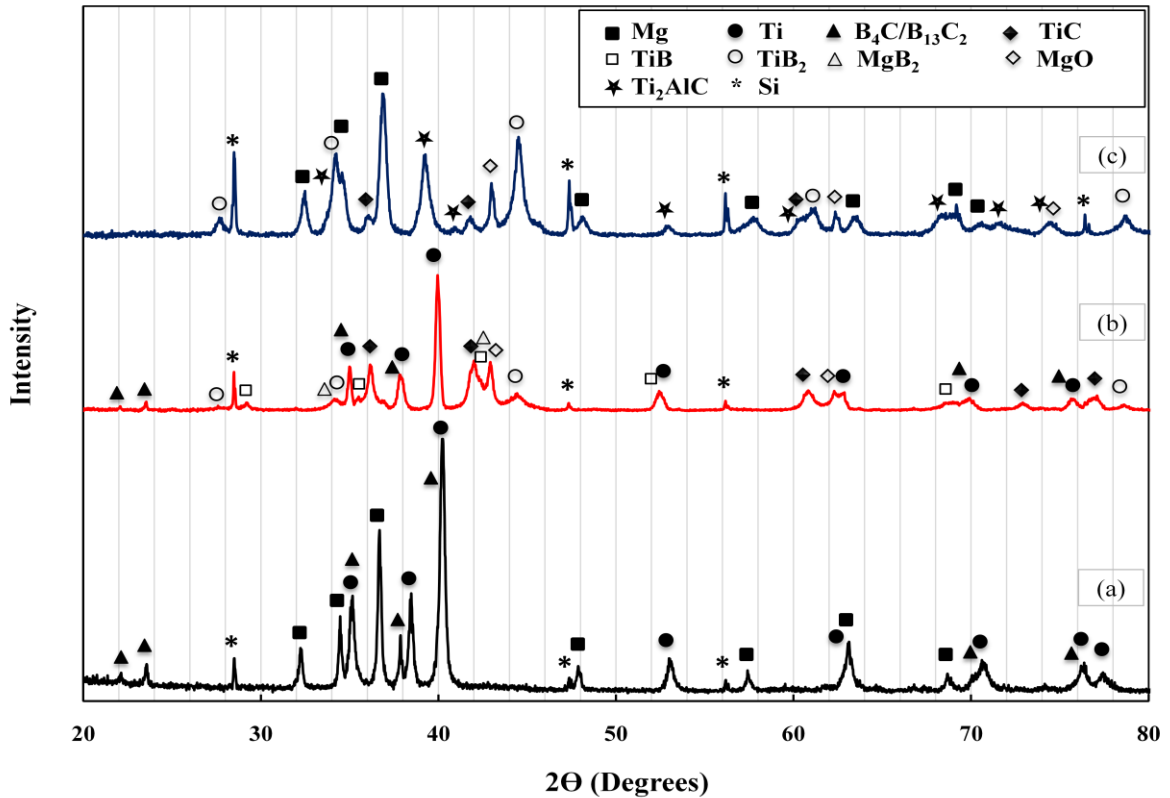 Mg Ti B₄C/B₁₃C₂ TiC
TiB TiB₂ MgB₂ MgO
Ti₂AlC * Si
* * * *
(c)
* * *
(b)
* * *
(a)
Intensity
20 30 40 50 60 70 80
2Ɵ (Degrees)